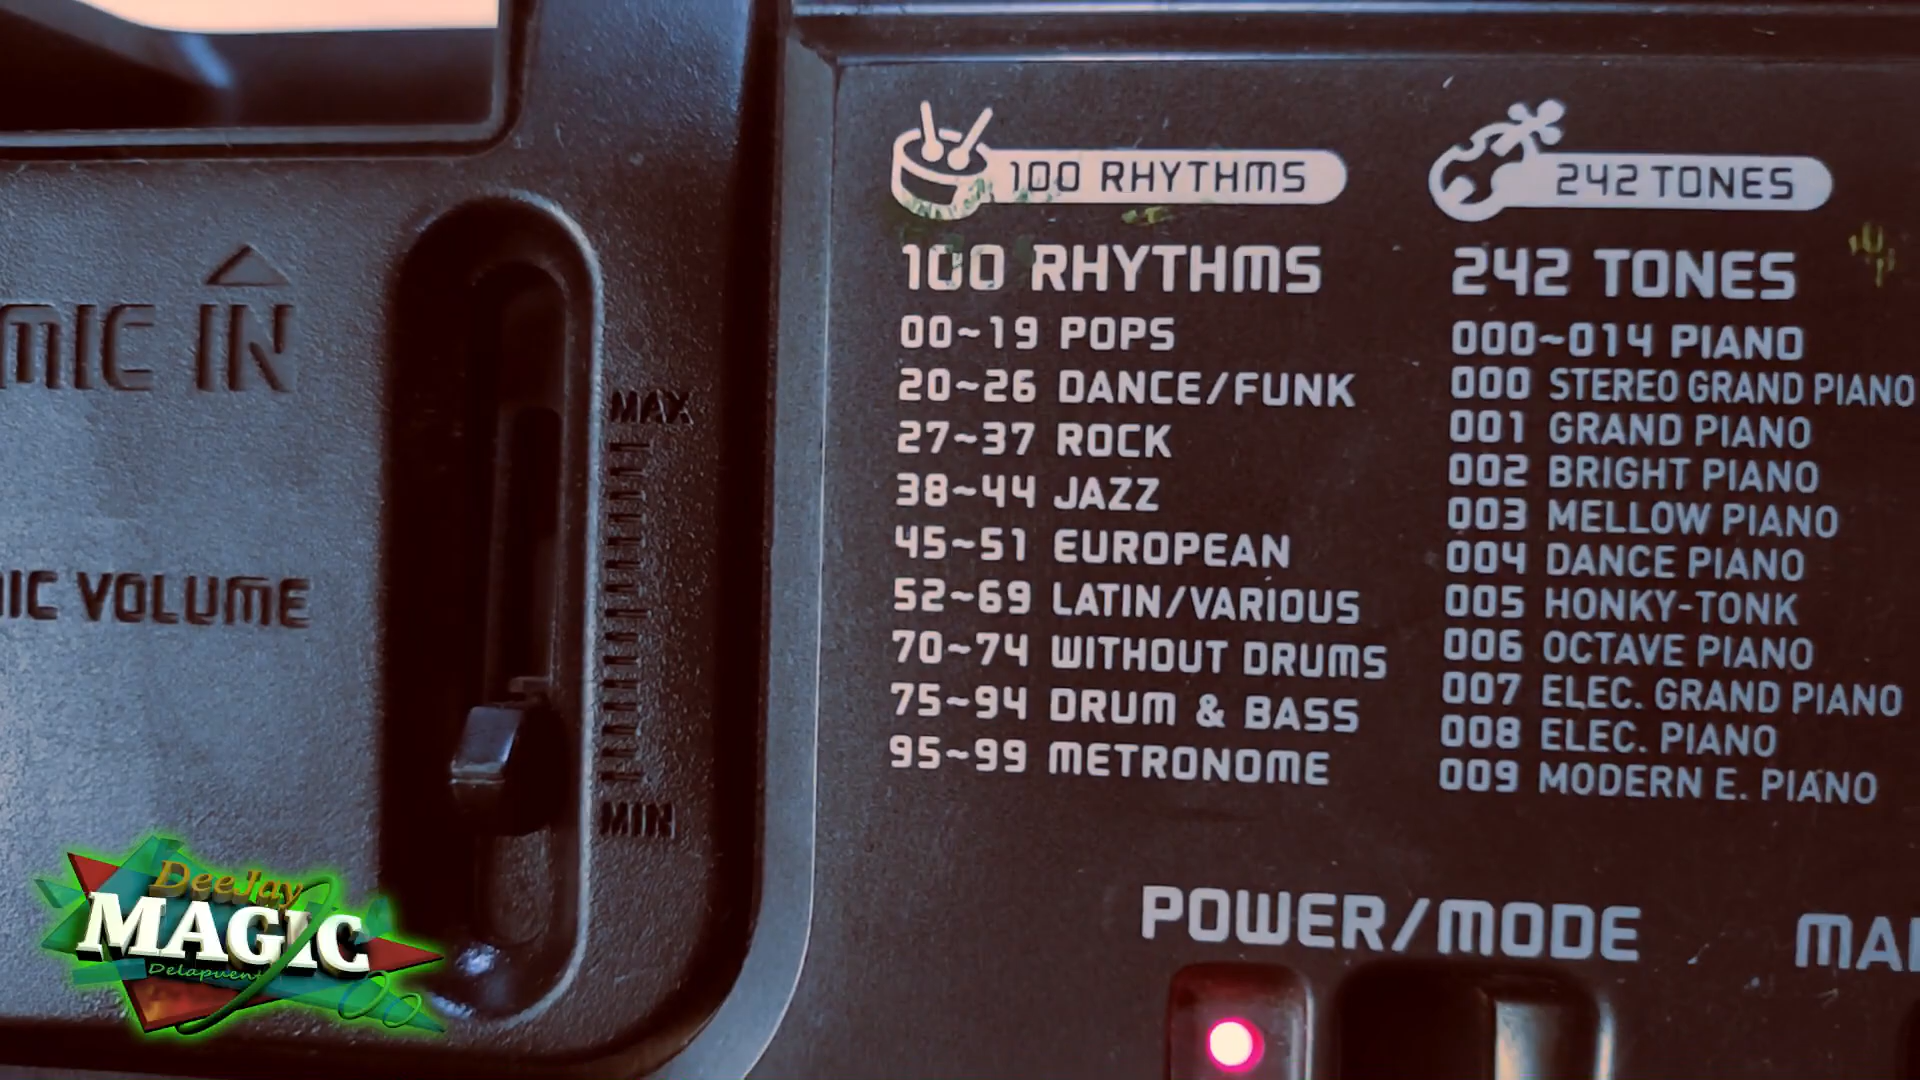 MIC IN
VOLUME
MAX
MIN
100 RHYTHMS
100 RHYTHMS
00~19 POPS
20~26 DANCE/FUNK
27~37 ROCK
38~44 JAZZ
45~51 EUROPEAN
52~69 LATIN/VARIOUS
70~74 WITHOUT DRUMS
75~94 DRUM & BASS
95~99 METRONOME
242 TONES
242 TONES
000~014 PIANO
000 STEREO GRAND PIANO
001 GRAND PIANO
002 BRIGHT PIANO
003 MELLOW PIANO
004 DANCE PIANO
005 HONKY-TONK
006 OCTAVE PIANO
007 ELEC. GRAND PIANO
008 ELEC. PIANO
009 MODERN E. PIANO
POWER/MODE
DeeJay
MAGIC